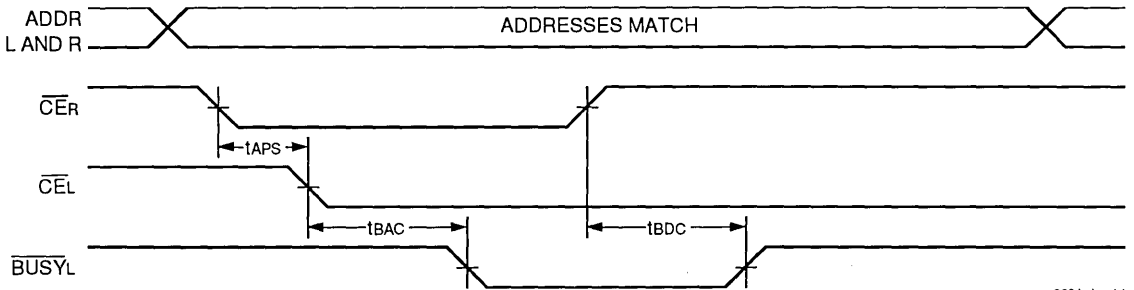 ADDR
L AND R
ADDRESSES MATCH
CER
tAPS
CEL
tBAC
tBDC
BUSYL